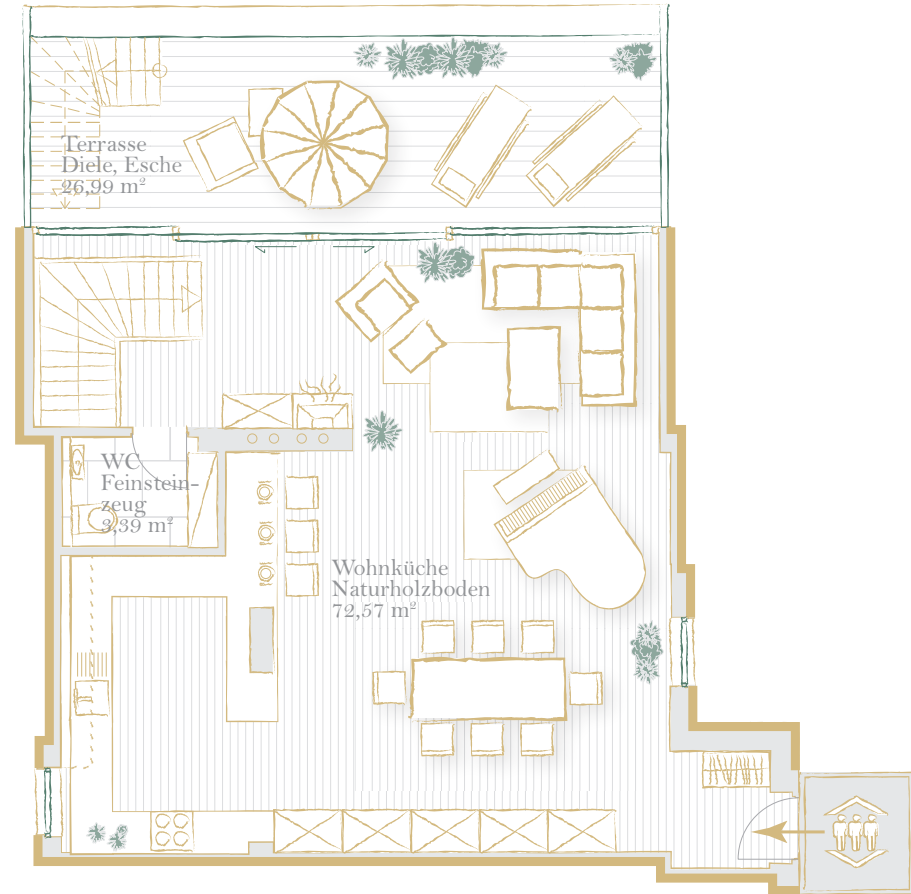 Terrasse
Diele, Esche
26,99 m²
WC
Feinstein-
zeug
3,39 m²
Wohnküche
Naturholzboden
72,57 m²